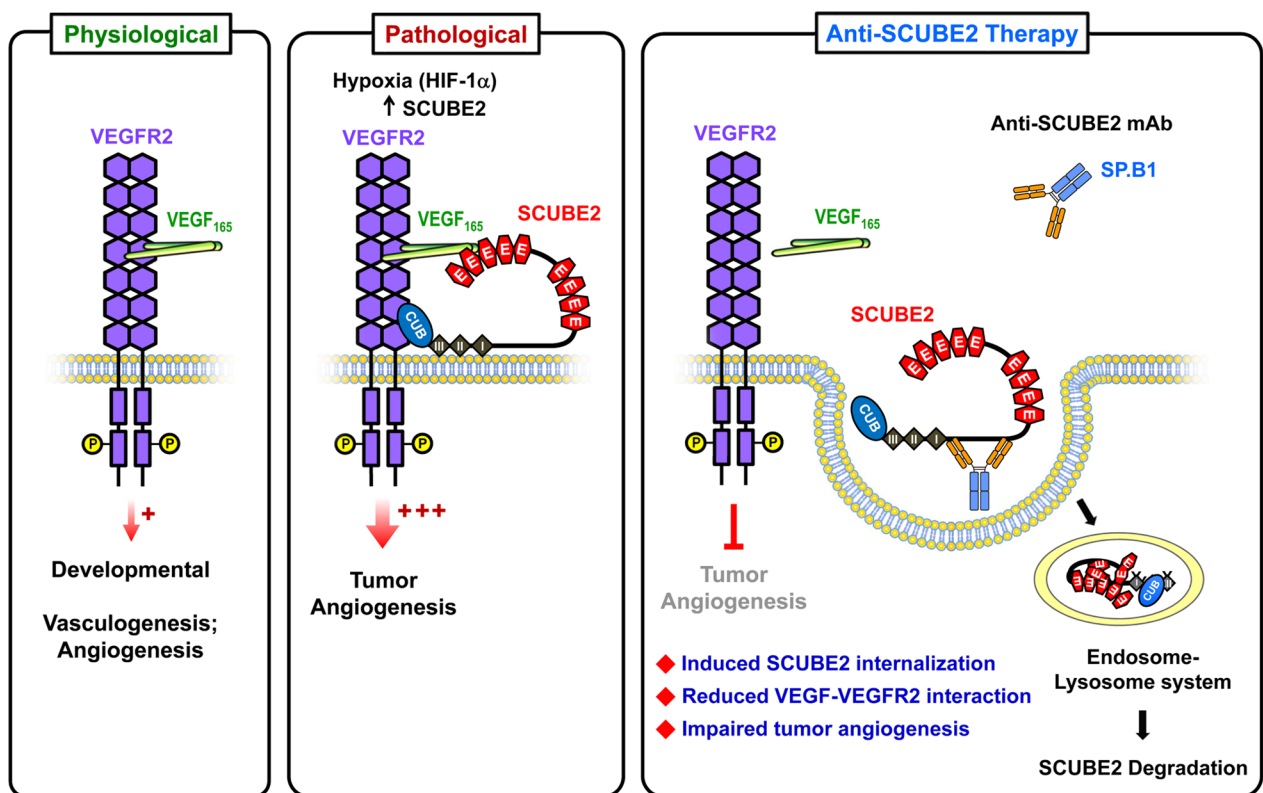 Physiological
VEGFR2
VEGF165
P
P
+
Developmental
Vasculogenesis;
Angiogenesis
Pathological
Hypoxia (HIF-1α)
↑ SCUBE2
VEGFR2
VEGF165
SCUBE2
E E E E E
E E E E
CUB
III II I
P
P
+++
Tumor
Angiogenesis
Anti-SCUBE2 Therapy
VEGFR2
Anti-SCUBE2 mAb
SP.B1
VEGF165
SCUBE2
E E E E E
E E E E
CUB
III II I
P
P
Tumor
Angiogenesis
CUB
Induced SCUBE2 internalization
Reduced VEGF-VEGFR2 interaction
Impaired tumor angiogenesis
Endosome-
Lysosome system
SCUBE2 Degradation